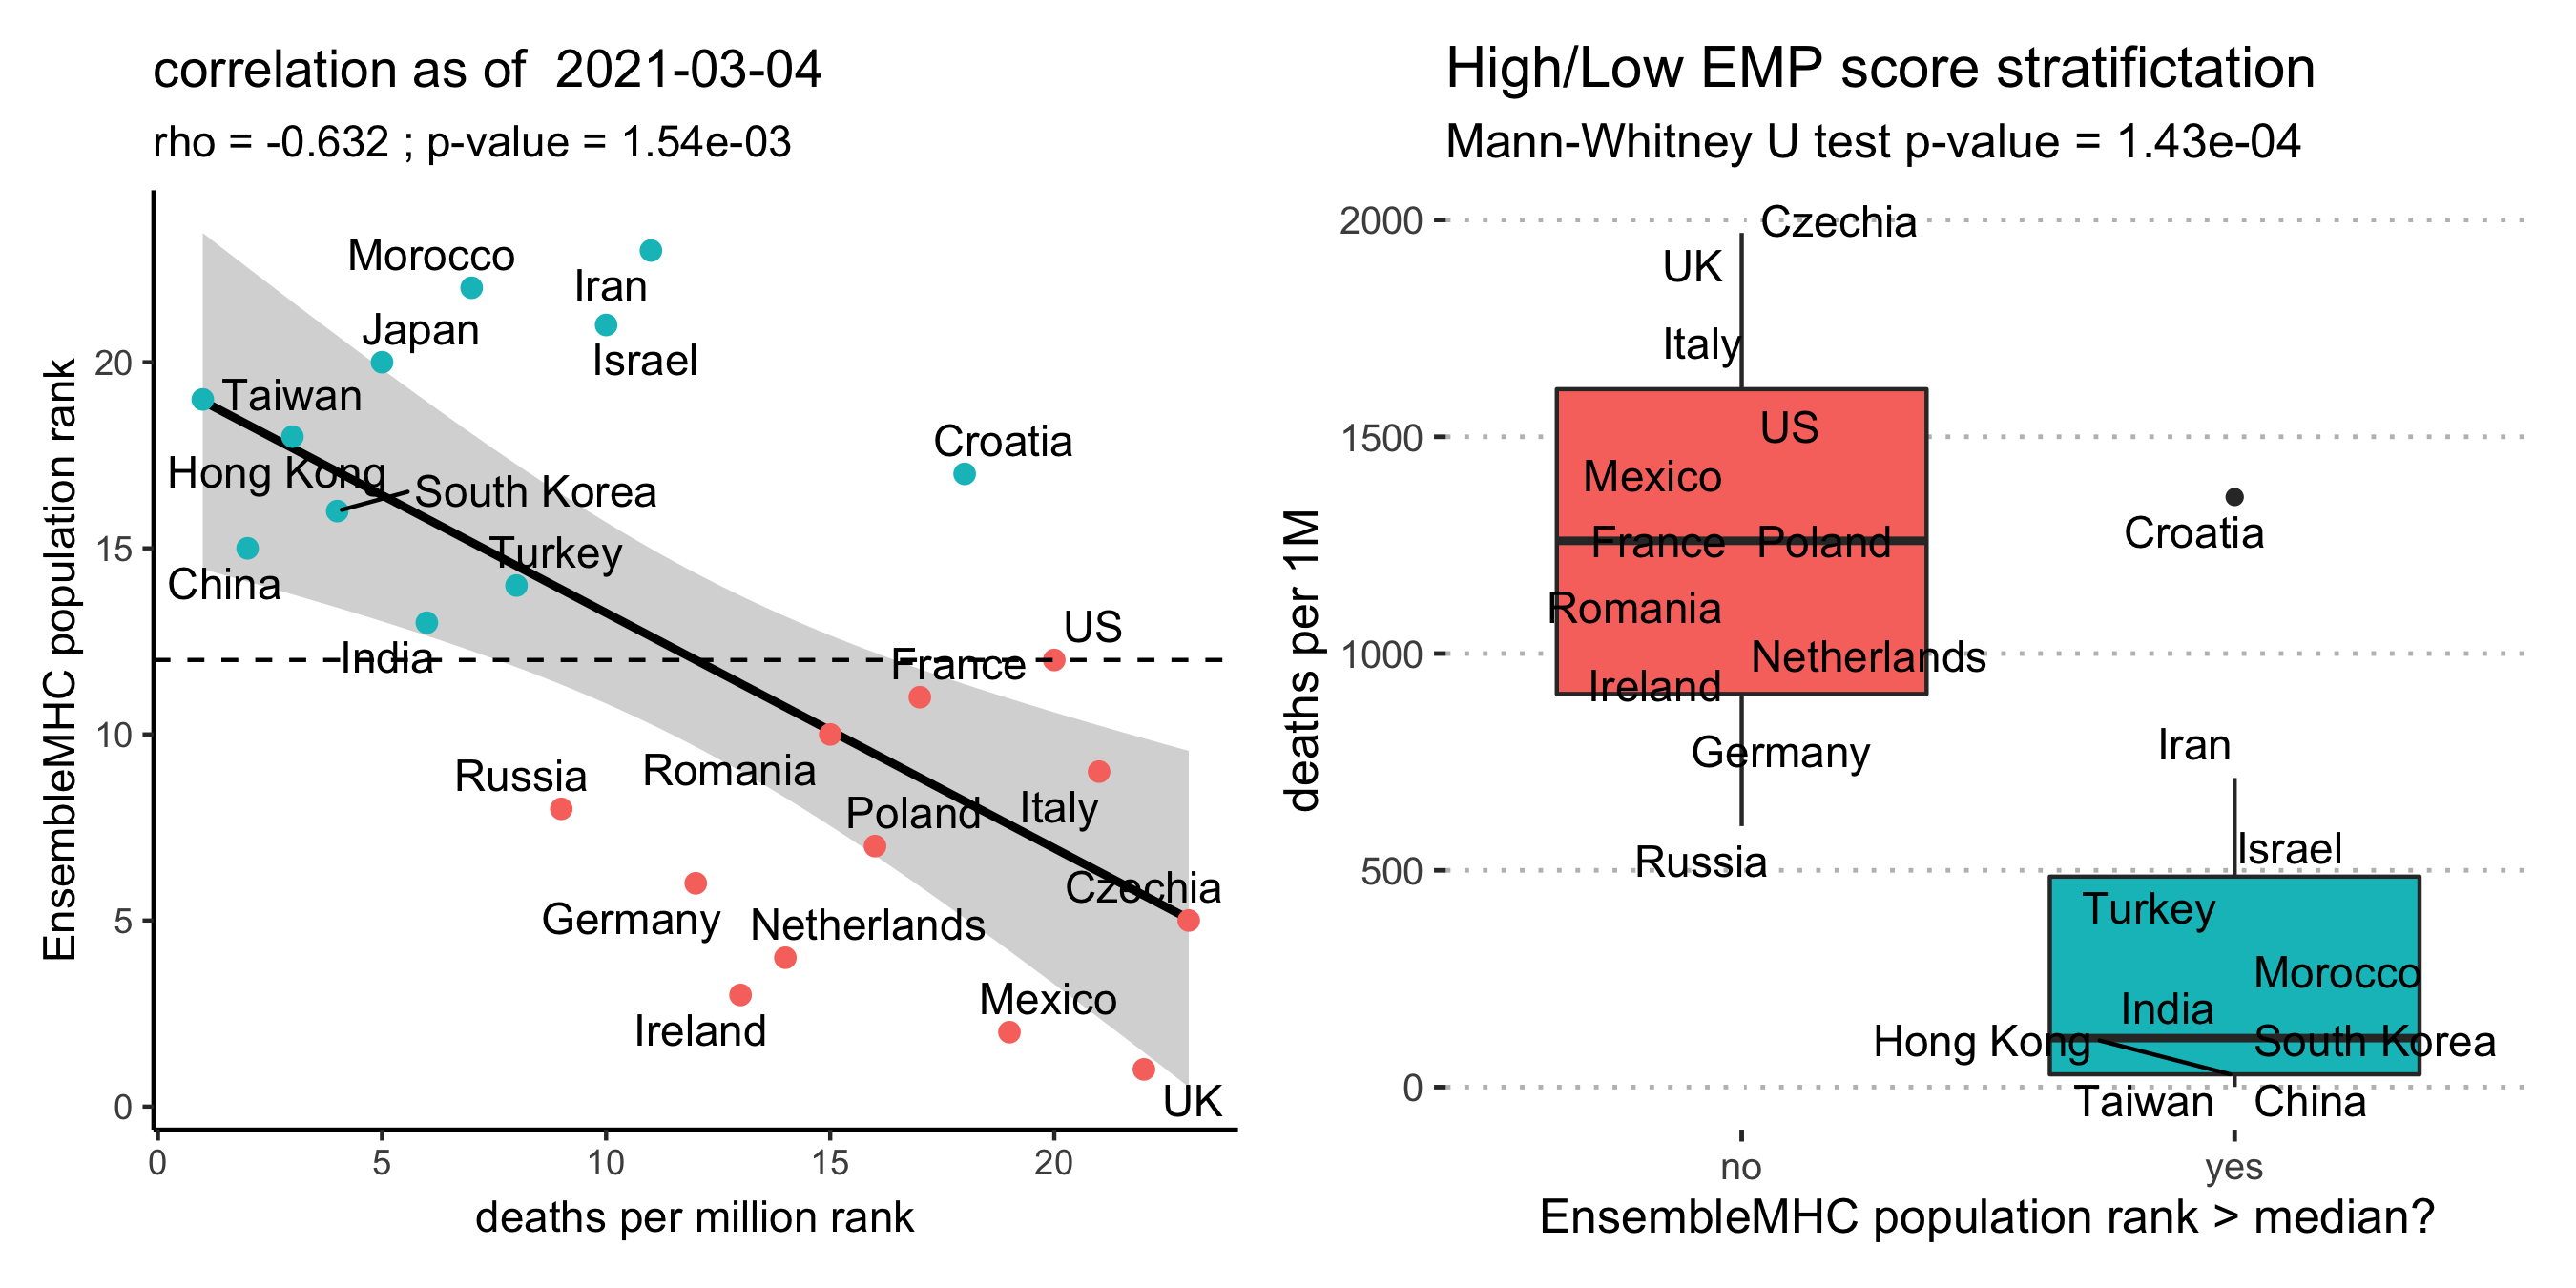 correlation as of  2021-03-04
rho = -0.632 ; p-value = 1.54e-03
EnsembleMHC population rank
20
15
10
5
0
Morocco
Iran
Japan
Israel
Taiwan
Croatia
Hong Kong
South Korea
Turkey
China
US
India
France
Russia
Romania
Poland
Italy
Czechia
Germany
Netherlands
Mexico
Ireland
UK
0
5
10
15
20
deaths per million rank
High/Low EMP score stratifictation
Mann-Whitney U test p-value = 1.43e-04
deaths per 1M
2000
1500
1000
500
0
Czechia
UK
Italy
US
Mexico
Croatia
France
Poland
Romania
Netherlands
Ireland
Iran
Germany
Israel
Russia
Turkey
Morocco
India
Hong Kong
South Korea
Taiwan
China
no
yes
EnsembleMHC population rank > median?